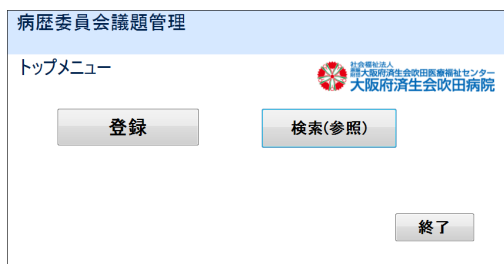 病歴委員会議題管理
トップメニュー
社会福祉法人
大阪府済生会吹田医療福祉センター
大阪府済生会吹田病院
登録
検索(参照)
終了